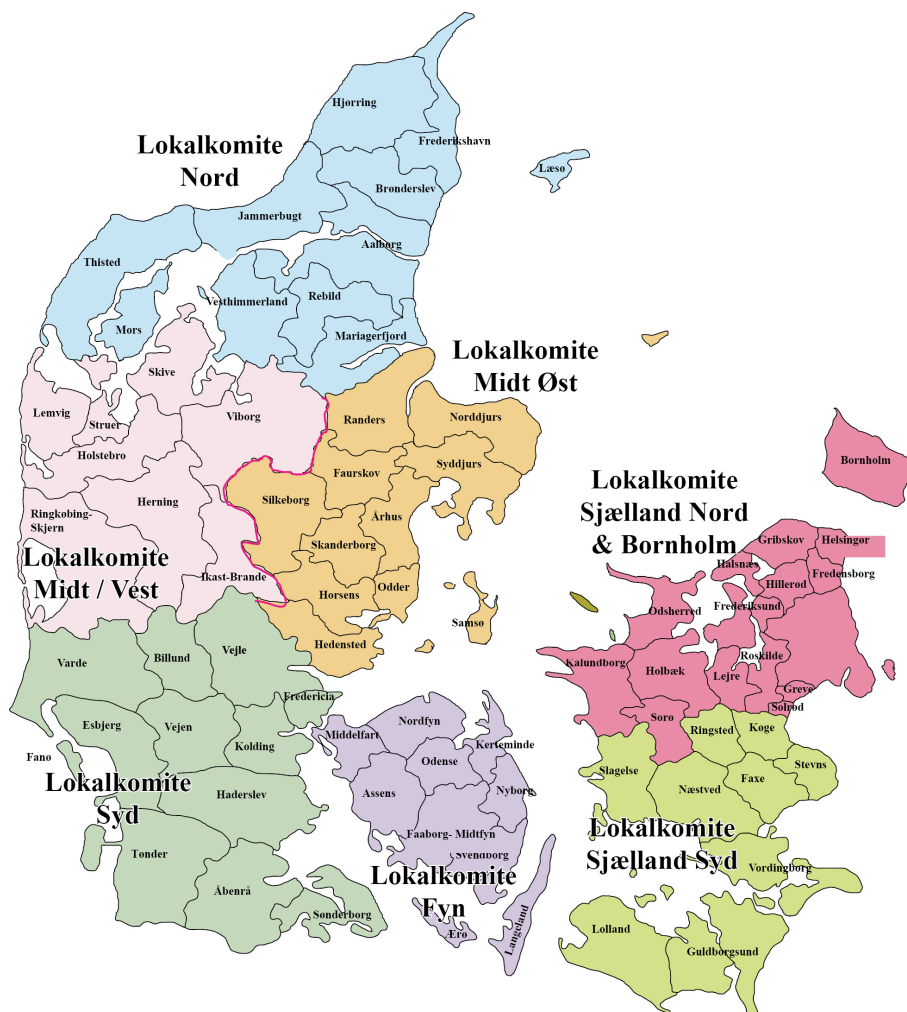 Hjørring
Lokalkomite
Nord
Frederikshavn
Læsø
Brønderslev
Jammerbugt
Aalborg
Thisted
Vesthimmerland
Rebild
Mors
Mariagerfjord
Lokalkomite
Midt Øst
Skive
Lemvig
Struer
Viborg
Randers
Norddjurs
Holstebro
Faurskov
Syddjurs
Bornholm
Herning
Silkeborg
Lokalkomite
Sjælland Nord
& Bornholm
Ringkøbing-
Skjern
Århus
Skanderborg
Gribskov
Helsingør
Lokalkomite
Midt / Vest
Halsnæs
Hillerød
Fredensborg
Ikast-Brande
Horsens
Odder
Samsø
Odsherred
Frederiksund
Hedensted
Roskilde
Varde
Billund
Vejle
Kalundborg
Holbæk
Lejre
Greve
Solrød
Fredericia
Sorø
Esbjerg
Vejen
Kolding
Nordfyn
Middelfart
Kerteminde
Ringsted
Køge
Fanø
Odense
Slagelse
Stevns
Faxe
Lokalkomite
Syd
Haderslev
Assens
Nyborg
Næstved
Faaborg- Midtfyn
Svendborg
Lokalkomite
Sjælland Syd
Tønder
Vordingborg
Lokalkomite
Fyn
Åbenrå
Sønderborg
Ærø
Langeland
Lolland
Guldborgsund